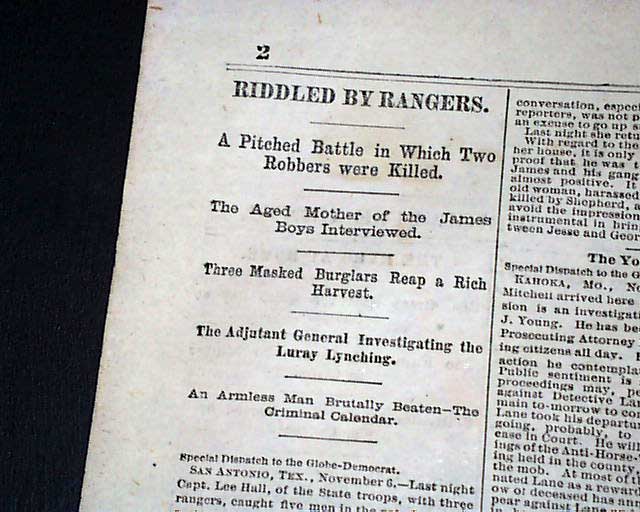 2
RIDDLED BY RANGERS.
A Pitched Battle in Which Two
Robbers were Killed.
The Aged Mother of the James
Boys Interviewed.
Three Masked Burglars Reap a Rich
Harvest.
The Adjutant General Investigating the
Luray Lynching.
An Armless Man Brutally Beaten—The
Criminal Calendar.
Special Dispatch to the Globe-Democrat.
SAN ANTONIO, TEX., November 6.—Last night
Capt. Lee Hall, of the State troops, with three
rangers, caught five men in the
conversation, espec
reporters, was not p
an excuse to go up s
Last night she retu
With regard to the
her house, it is only
proof that he was t
James and his gang
almost positive. It
old woman, harassed
killed by Shepherd, a
avoid the impression
instrumental in brin
tween Jesse and Geor
The Yo
Special Dispatch to the G
KAHOKA, MO., No
Mitchell arrived here
sion is an investigati
J. Young. He has be
Prosecuting Attorney
ing citizens all day. 
action he contemplat
Public sentiment is
proceedings may, pe
against Detective Lan
main to-morrow to co
Lane took his departu
going, probably, to
case in Court. He wil
ings of the Anti-Horse-
ing held in the county
the mob. At most of t
nated Lane as a rewar
ow of deceased has ann
pear against Lane